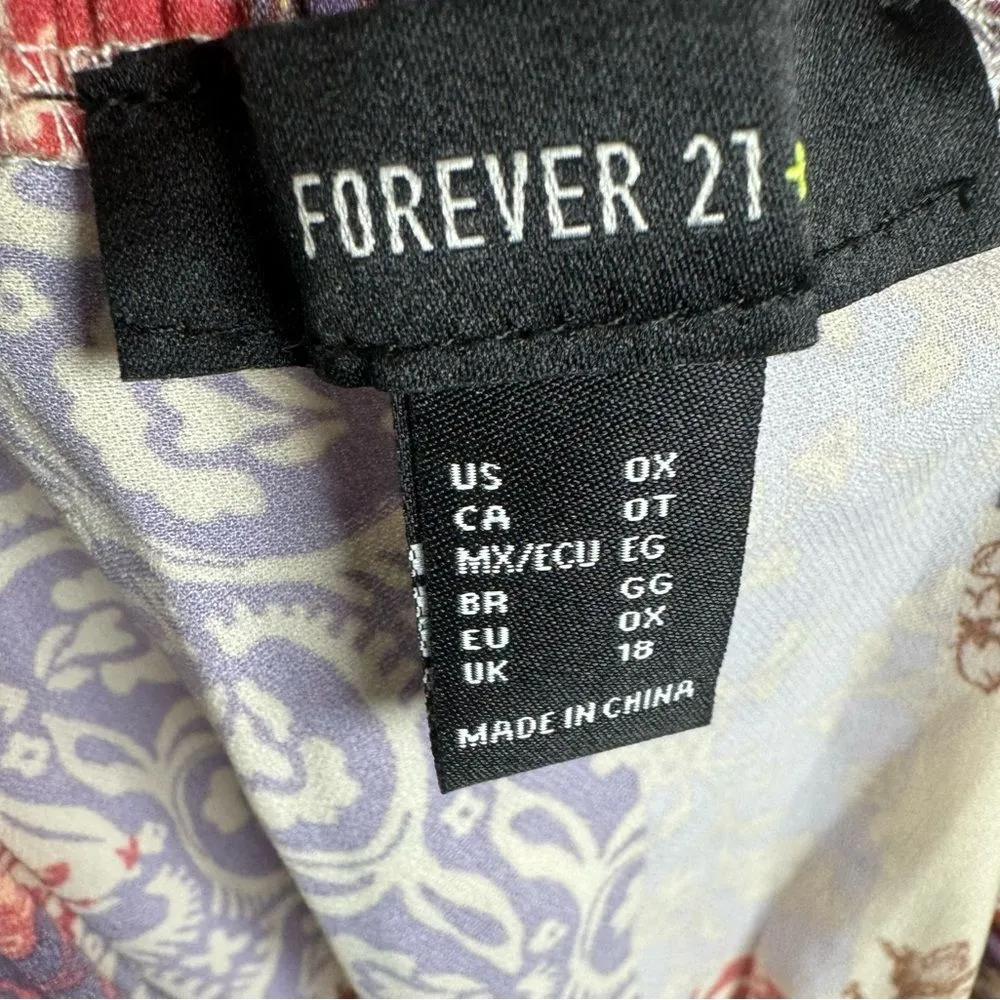 FOREVER 21+
US 0X
CA 0T
MX/ECU EG
BR GG
EU 0X
UK 18
MADE IN CHINA